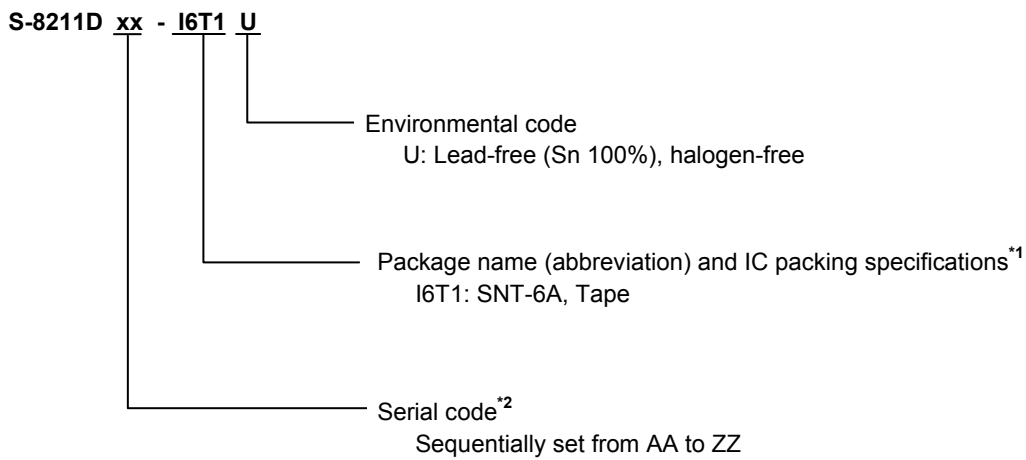 S-8211D xx - I6T1 U
Environmental code
U: Lead-free (Sn 100%), halogen-free
Package name (abbreviation) and IC packing specifications*1
I6T1: SNT-6A, Tape
Serial code*2
Sequentially set from AA to ZZ